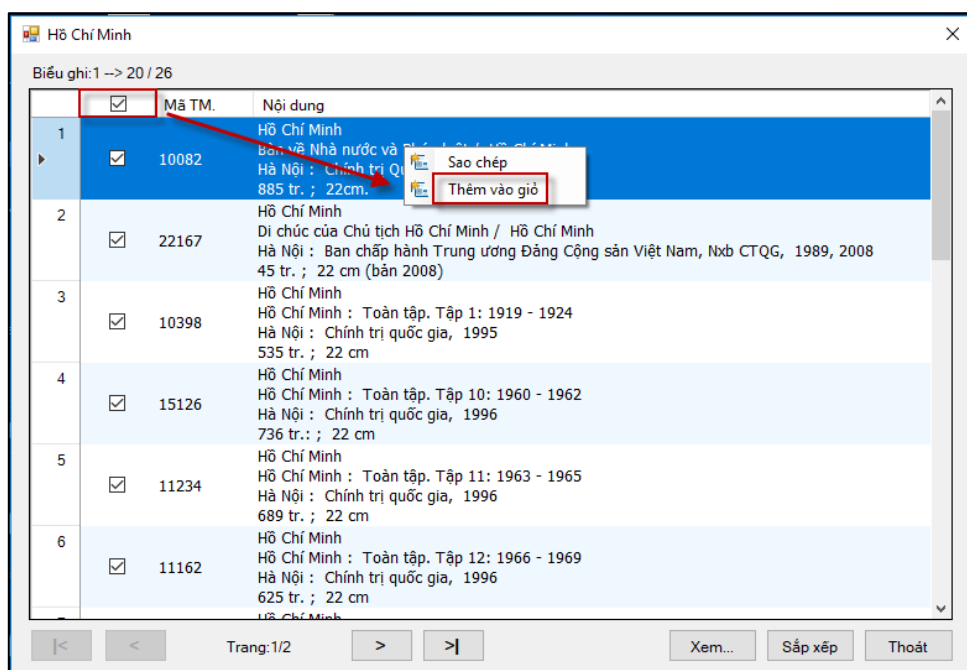 Hồ Chí Minh
Biểu ghi:1 --> 20 / 26
Mã TM. Nội dung
1
10082
Hồ Chí Minh
Bàn về Nhà nước và
Hà Nội : Chính trị
885 tr. ; 22cm.
Sao chép
Thêm vào giỏ
2
22167
Hồ Chí Minh
Di chúc của Chủ tịch Hồ Chí Minh / Hồ Chí Minh
Hà Nội : Ban chấp hành Trung ương Đảng Cộng sản Việt Nam, Nxb CTQG, 1989, 2008
45 tr. ; 22 cm (bản 2008)
3
10398
Hồ Chí Minh
Hồ Chí Minh : Toàn tập. Tập 1: 1919 - 1924
Hà Nội : Chính trị quốc gia, 1995
535 tr. ; 22 cm
4
15126
Hồ Chí Minh
Hồ Chí Minh : Toàn tập. Tập 10: 1960 - 1962
Hà Nội : Chính trị quốc gia, 1996
736 tr.: ; 22 cm
5
11234
Hồ Chí Minh
Hồ Chí Minh : Toàn tập. Tập 11: 1963 - 1965
Hà Nội : Chính trị quốc gia, 1996
689 tr. ; 22 cm
6
11162
Hồ Chí Minh
Hồ Chí Minh : Toàn tập. Tập 12: 1966 - 1969
Hà Nội : Chính trị quốc gia, 1996
625 tr. ; 22 cm
|< < Trang:1/2 > >| Xem... Sắp xếp Thoát